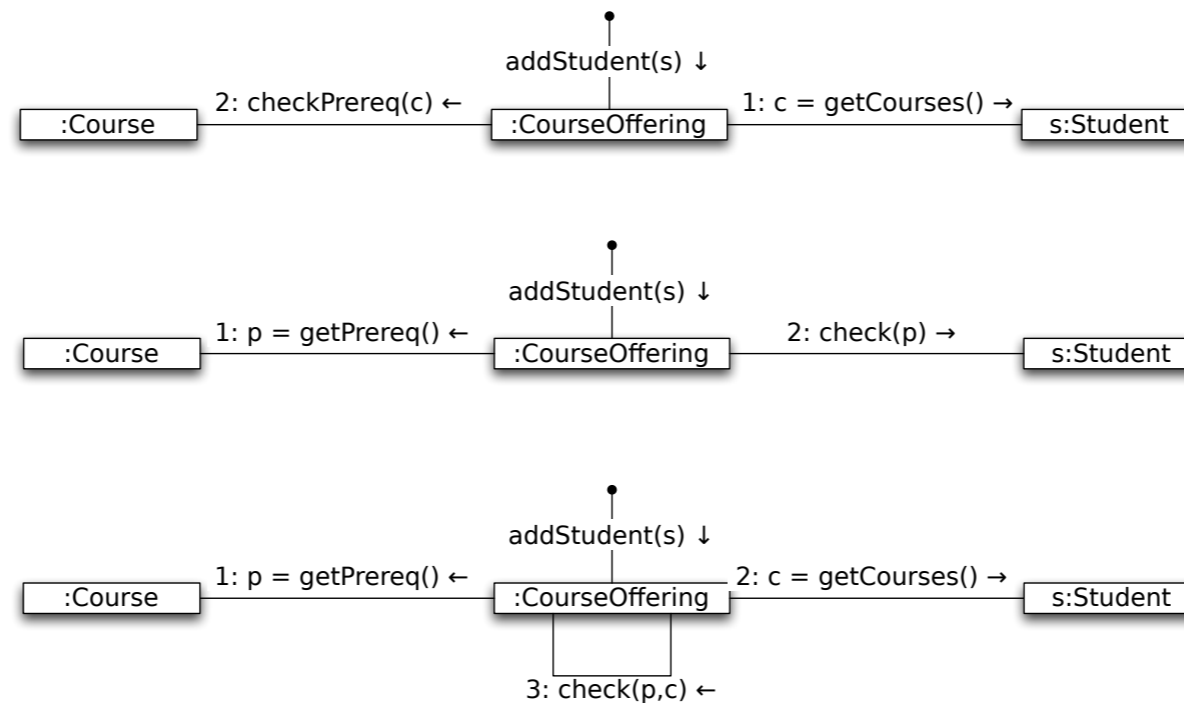 addStudent(s) ↓
2: checkPrereq(c) ←
1: c = getCourses() →
:Course
:CourseOffering
s:Student
addStudent(s) ↓
1: p = getPrereq() ←
2: check(p) →
:Course
:CourseOffering
s:Student
addStudent(s) ↓
1: p = getPrereq() ←
2: c = getCourses() →
:Course
:CourseOffering
s:Student
3: check(p,c) ←